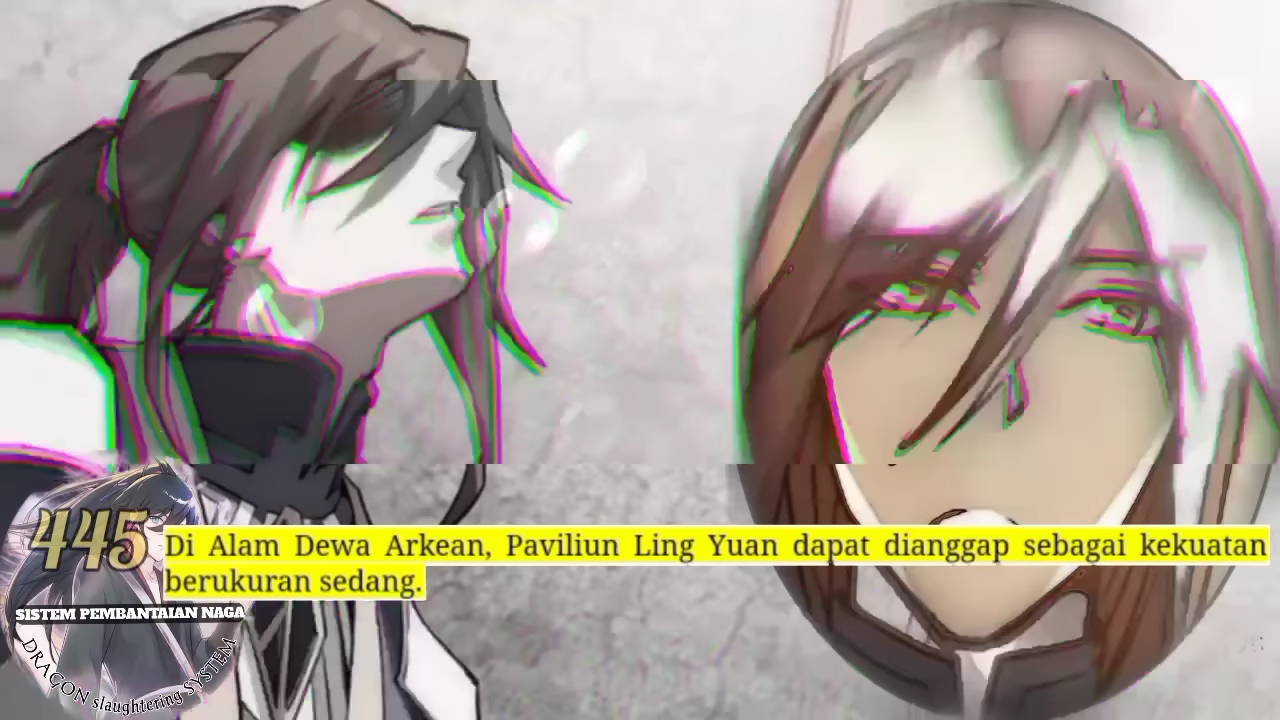 445
Di Alam Dewa Arkean, Paviliun Ling Yuan dapat dianggap sebagai kekuatan
berukuran sedang.
SISTEM PEMBANTAIAN NAGA
DRAGON slaughtering SYSTEM